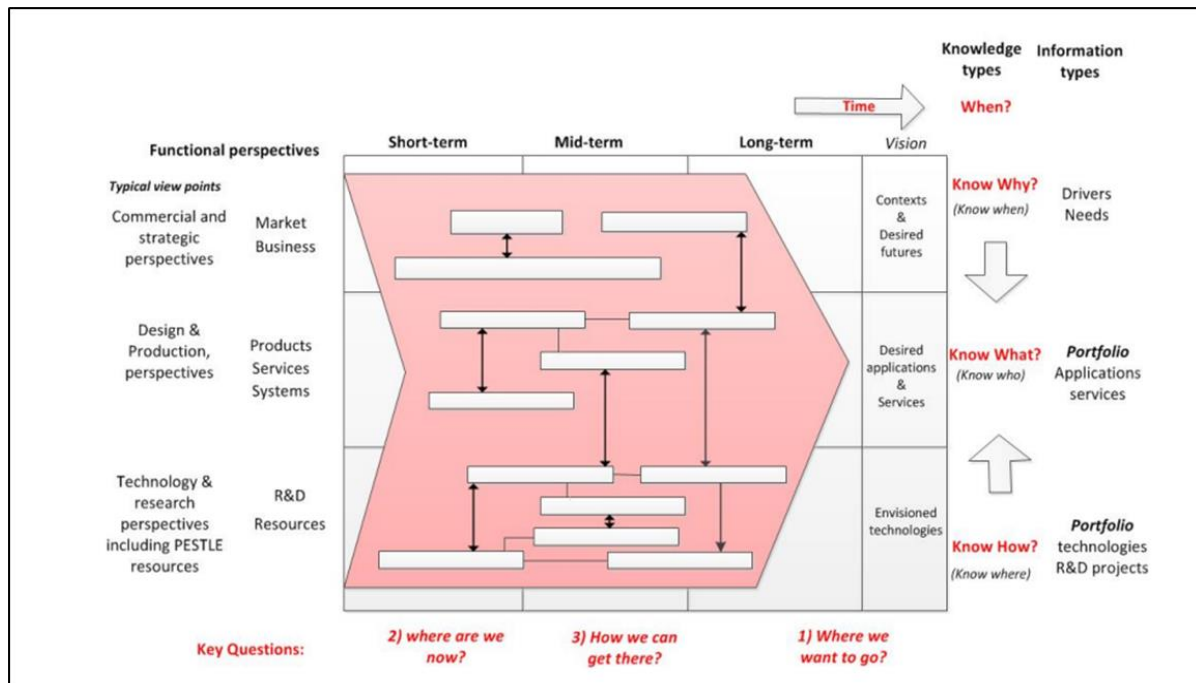 Knowledge types
Information types
Time
When?
Functional perspectives
Short-term
Mid-term
Long-term
Vision
Typical view points
Commercial and
strategic
perspectives
Market
Business
Contexts
&
Desired
futures
Know Why?
(Know when)
Drivers
Needs
Design &
Production,
perspectives
Products
Services
Systems
Desired
applications
&
Services
Know What?
(Know who)
Portfolio
Applications
services
Technology &
research
perspectives
including PESTLE
resources
R&D
Resources
Envisioned
technologies
Know How?
(Know where)
Portfolio
technologies
R&D projects
Key Questions:
2) where are we
now?
3) How we can
get there?
1) Where we
want to go?